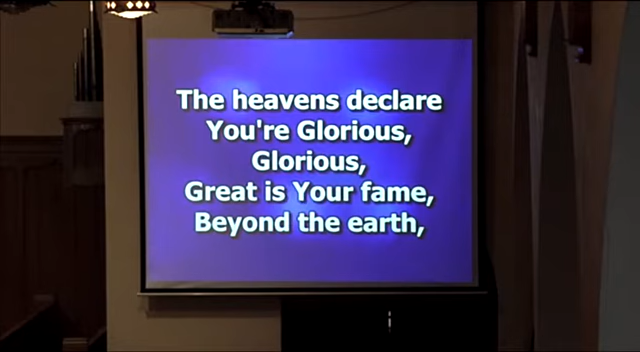 The heavens declare
You're Glorious,
Glorious,
Great is Your fame,
Beyond the earth,